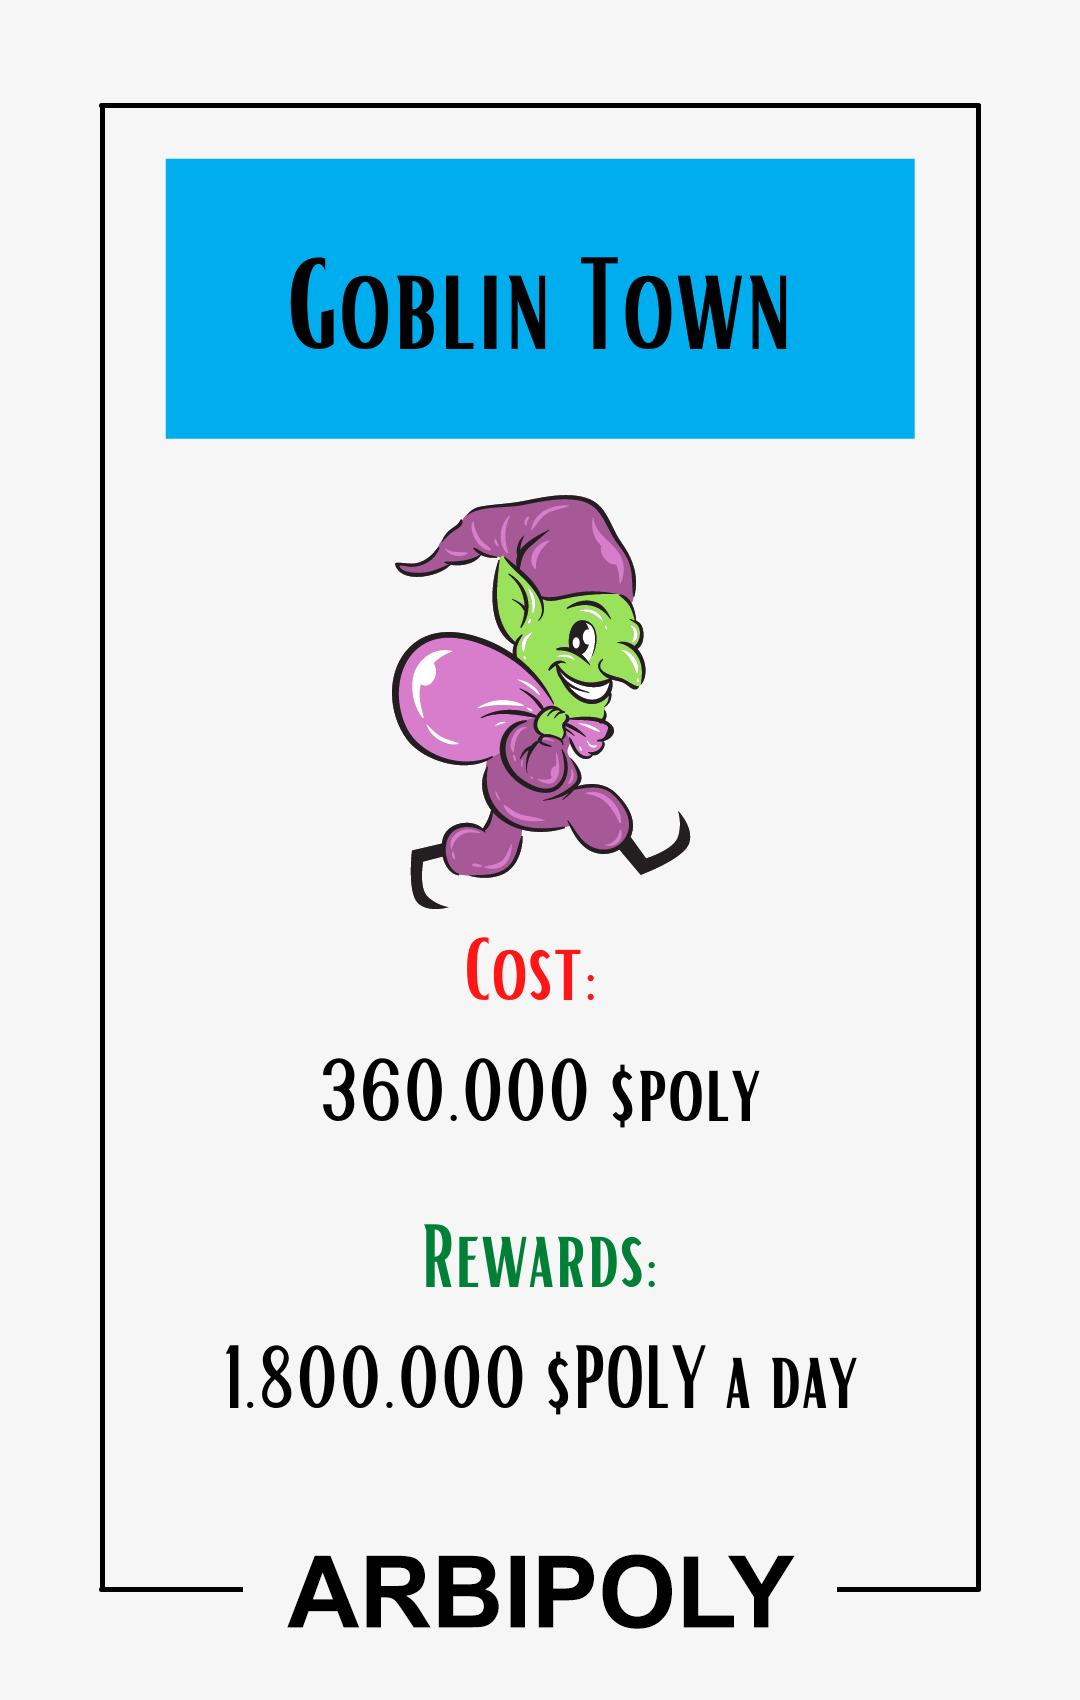 Goblin Town
Cost:
360.000 $POLY
Rewards:
1.800.000 $POLY a day
ARBIPOLY